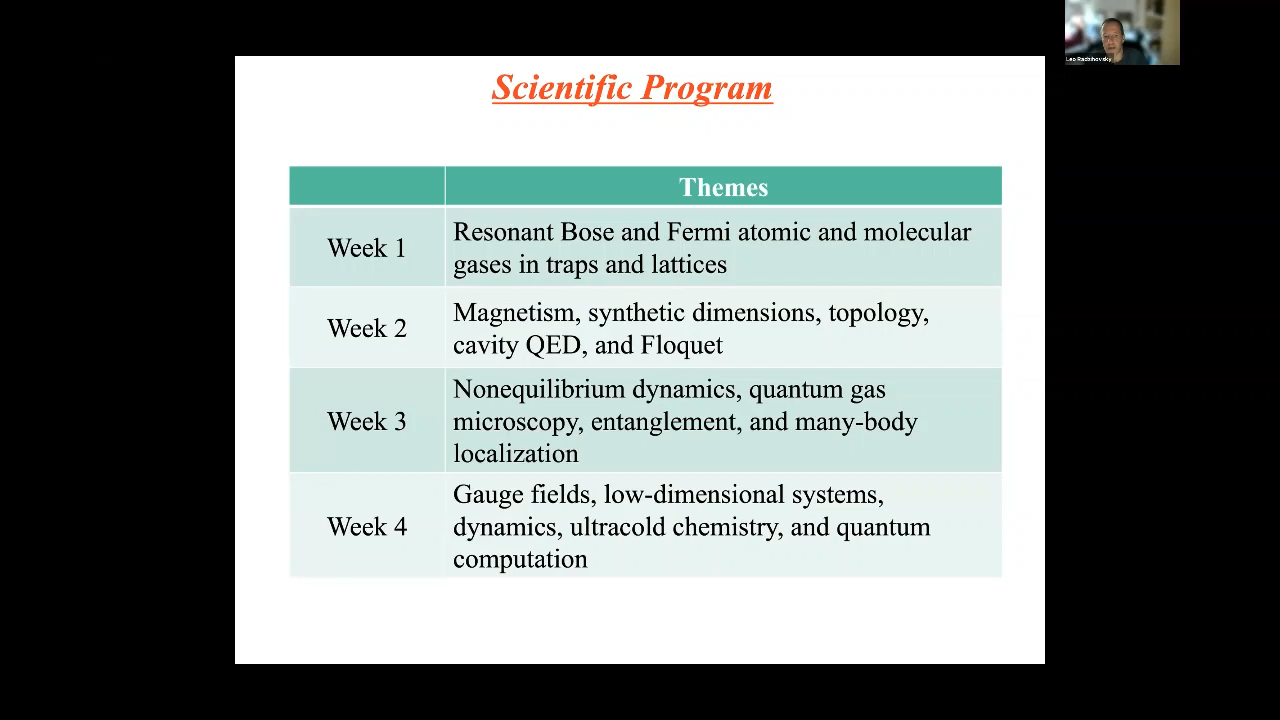 Scientific Program
Themes
Week 1
Resonant Bose and Fermi atomic and molecular
gases in traps and lattices
Week 2
Magnetism, synthetic dimensions, topology,
cavity QED, and Floquet
Week 3
Nonequilibrium dynamics, quantum gas
microscopy, entanglement, and many-body
localization
Week 4
Gauge fields, low-dimensional systems,
dynamics, ultracold chemistry, and quantum
computation
Leo Radzihovsky